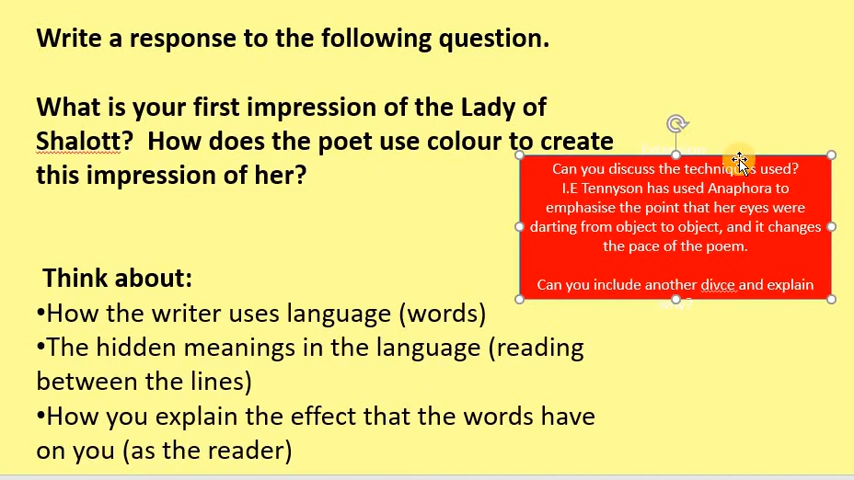 Write a response to the following question.
What is your first impression of the Lady of
Shalott? How does the poet use colour to create
this impression of her?
Extension
Can you discuss the techniques used?
I.E Tennyson has used Anaphora to
emphasise the point that her eyes were
darting from object to object, and it changes
the pace of the poem.
Can you include another divce and explain
why?
Think about:
•How the writer uses language (words)
•The hidden meanings in the language (reading
between the lines)
•How you explain the effect that the words have
on you (as the reader)